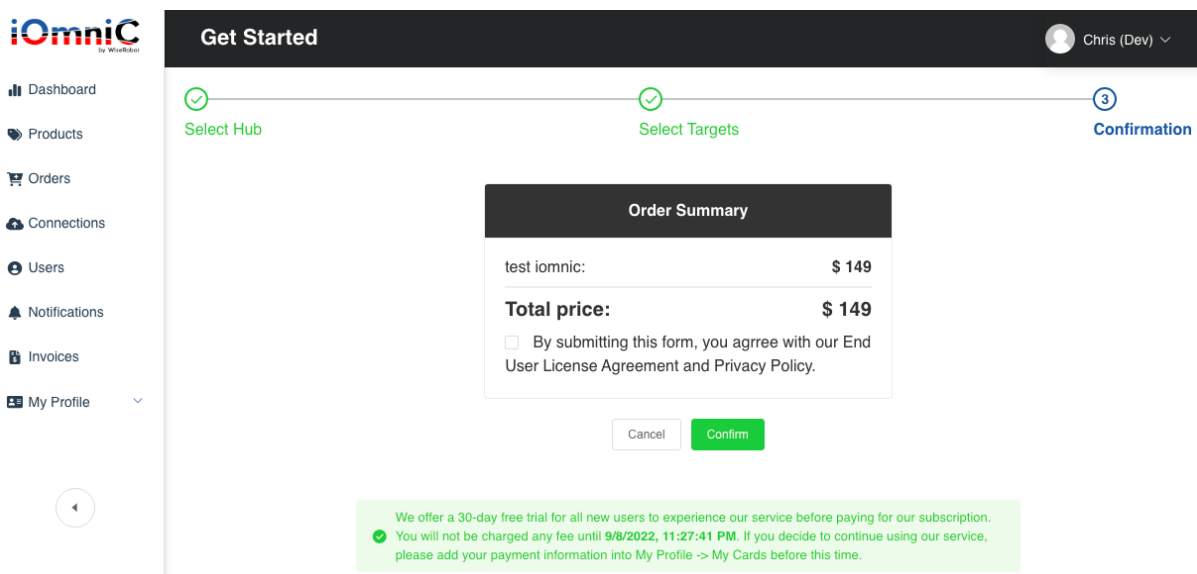 iOmniC
by WiseRobot
Get Started
Chris (Dev)
Dashboard
Products
Orders
Connections
Users
Notifications
Invoices
My Profile
3
Select Hub
Select Targets
Confirmation
Order Summary
test iomnic: $ 149
Total price: $ 149
By submitting this form, you agrree with our End
User License Agreement and Privacy Policy.
Cancel
Confirm
We offer a 30-day free trial for all new users to experience our service before paying for our subscription.
You will not be charged any fee until 9/8/2022, 11:27:41 PM. If you decide to continue using our service,
please add your payment information into My Profile -> My Cards before this time.